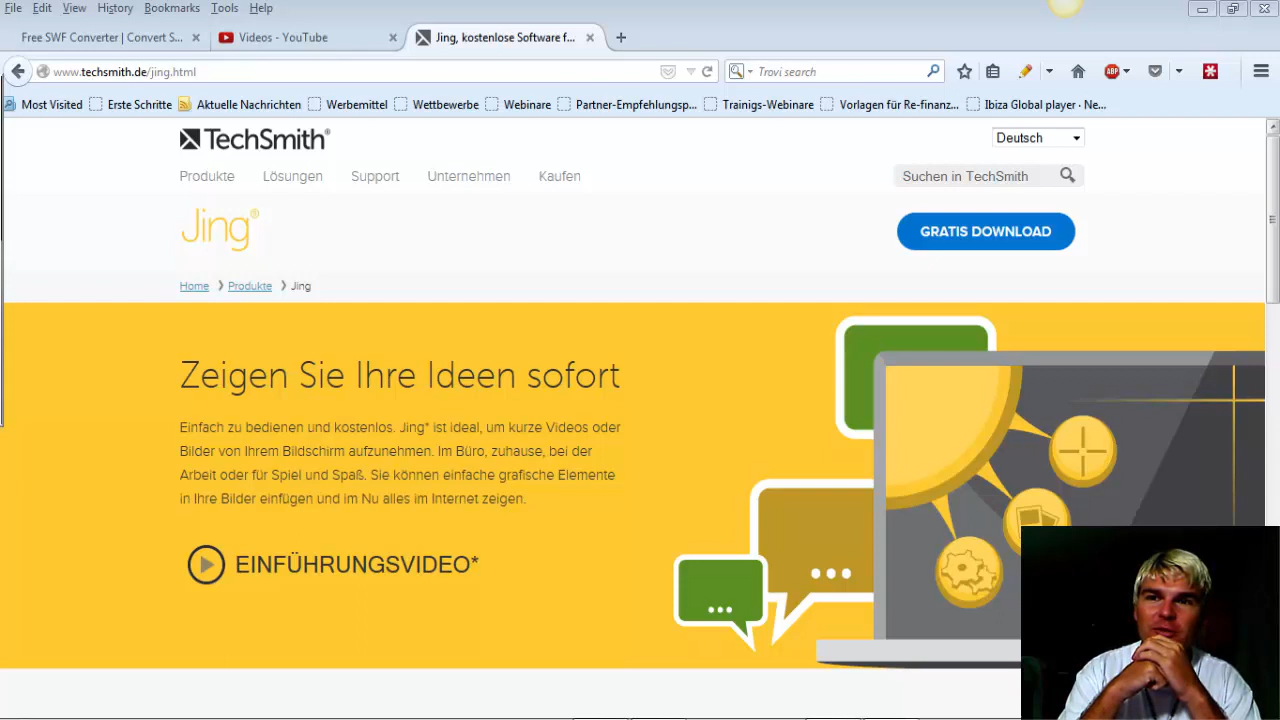 File Edit View History Bookmarks Tools Help
Free SWF Converter | Convert S... Videos - YouTube Jing, kostenlose Software f...
www.techsmith.de/jing.html Trovi search ABP
Most Visited Erste Schritte Aktuelle Nachrichten Werbemittel Wettbewerbe Webinare Partner-Empfehlungsp... Trainigs-Webinare Vorlagen für Re-finanz... Ibiza Global player · Ne...
TechSmith® Deutsch
Produkte Lösungen Support Unternehmen Kaufen Suchen in TechSmith
Jing® GRATIS DOWNLOAD
Home Produkte Jing
Zeigen Sie Ihre Ideen sofort
Einfach zu bedienen und kostenlos. Jing® ist ideal, um kurze Videos oder
Bilder von Ihrem Bildschirm aufzunehmen. Im Büro, zuhause, bei der
Arbeit oder für Spiel und Spaß. Sie können einfache grafische Elemente
in Ihre Bilder einfügen und im Nu alles im Internet zeigen.
EINFÜHRUNGSVIDEO*